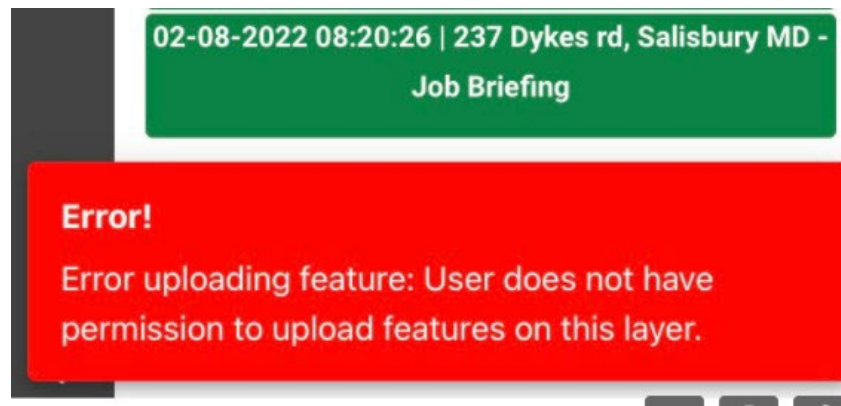 02-08-2022 08:20:26 | 237 Dykes rd, Salisbury MD -
Job Briefing
Error!
Error uploading feature: User does not have
permission to upload features on this layer.